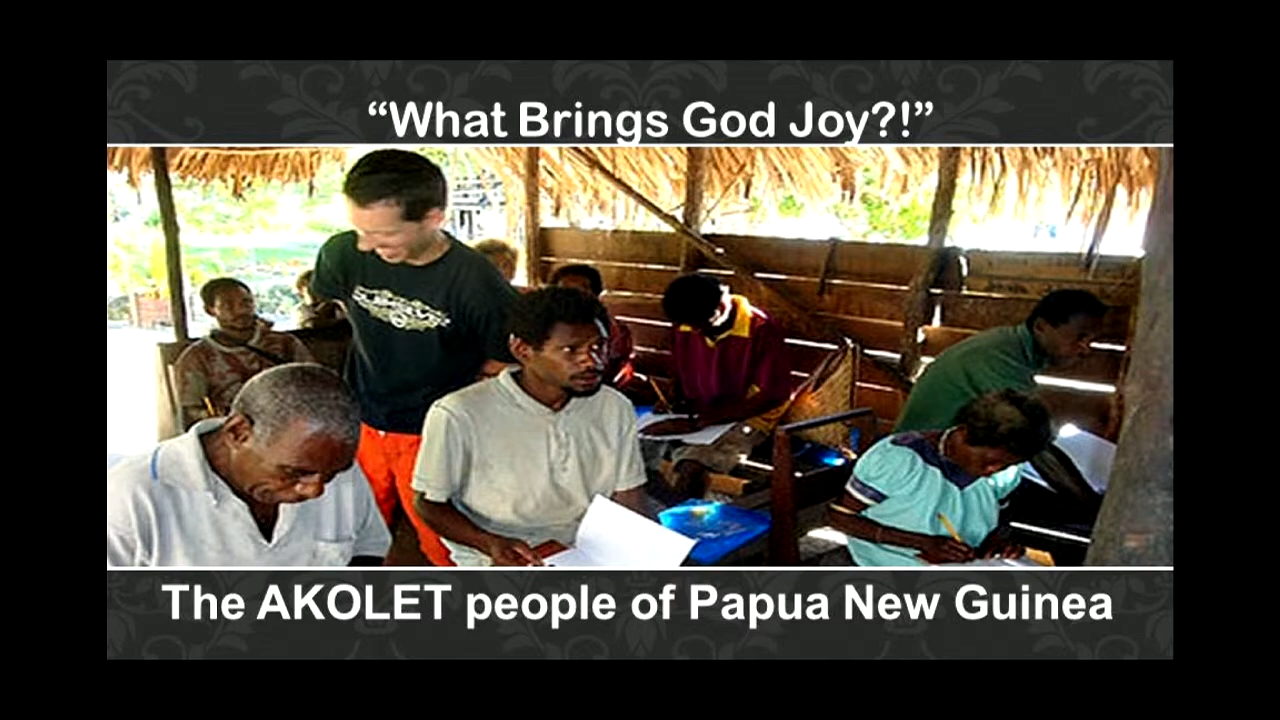 “What Brings God Joy?!”
The AKOLET people of Papua New Guinea